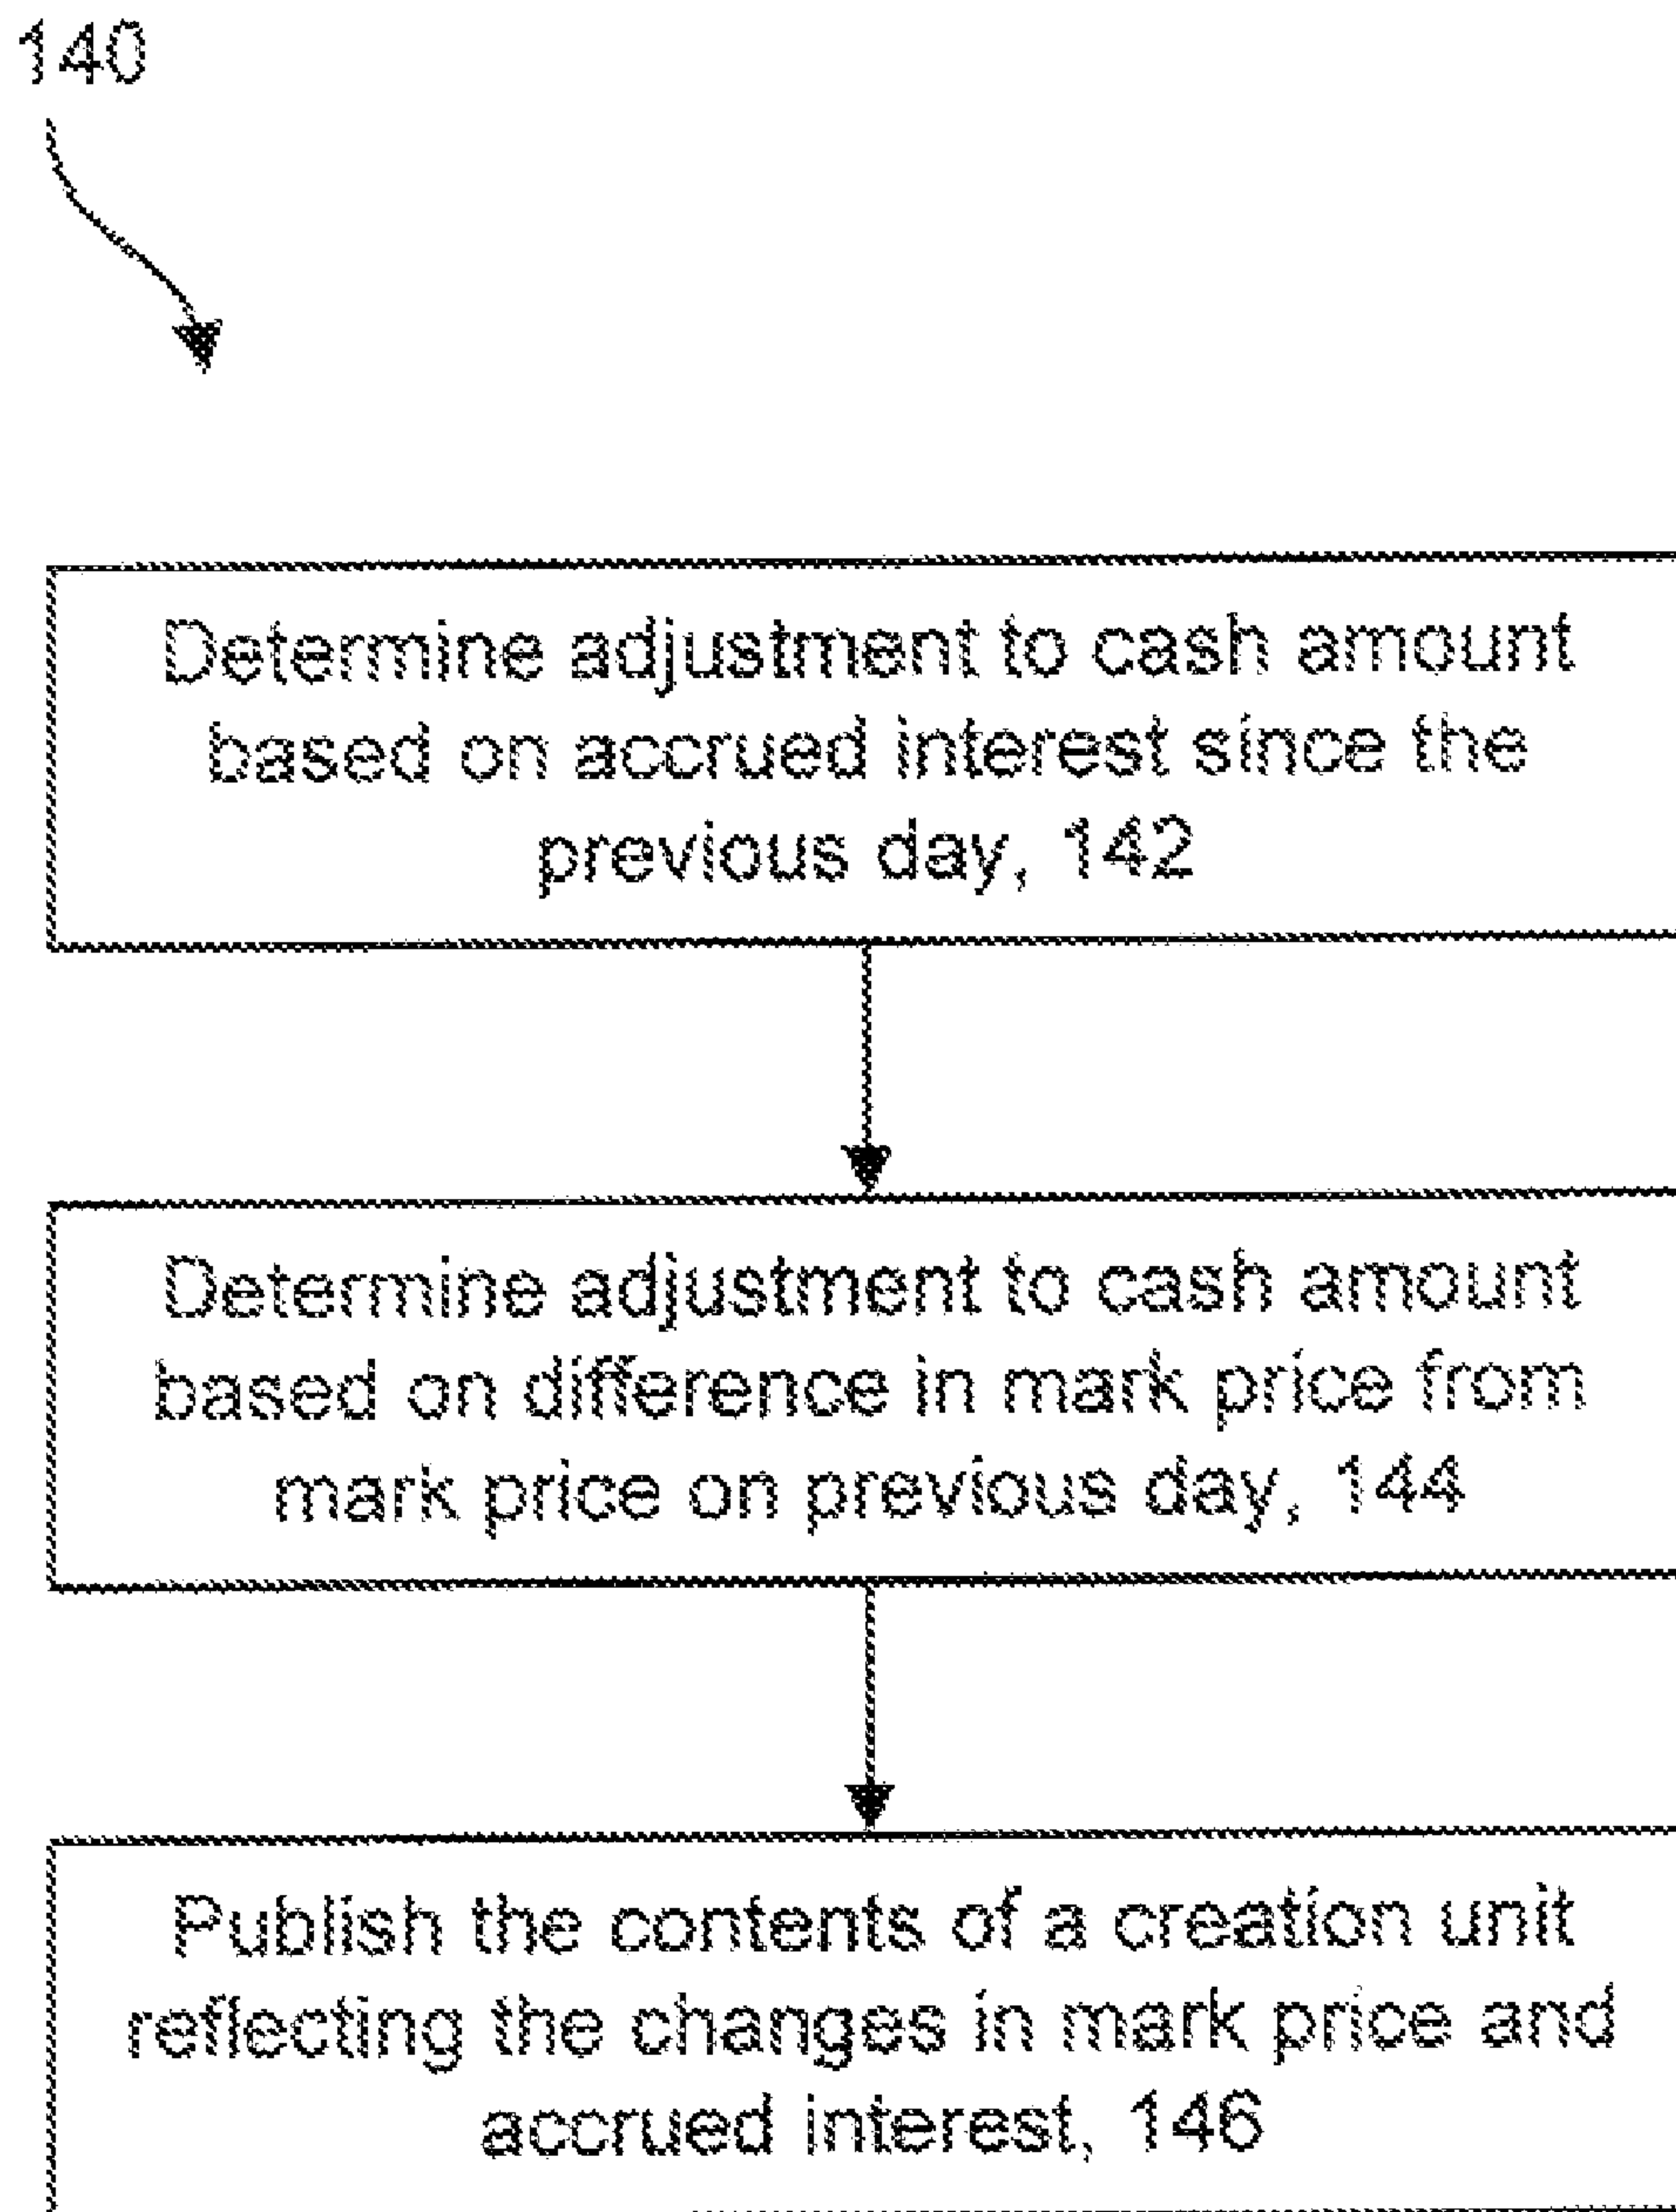 140
Determine adjustment to cash amount
based on accrued interest since the
previous day, 142
Determine adjustment to cash amount
based on difference in mark price from
mark price on previous day, 144
Publish the contents of a creation unit
reflecting the changes in mark price and
accrued interest, 146